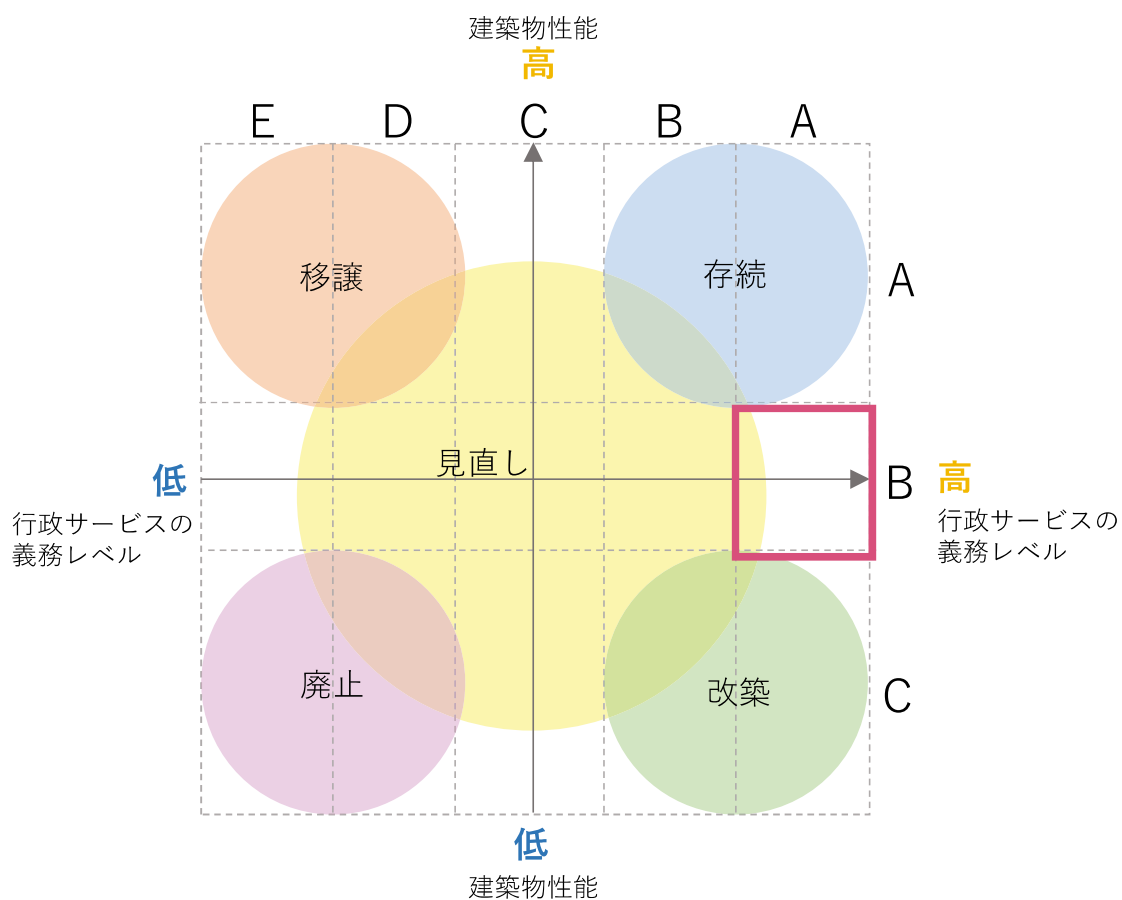 建築物性能
高
E D C B A
移譲
存続
A
見直し
低
B
高
行政サービスの
義務レベル
行政サービスの
義務レベル
廃止
改築
C
低
建築物性能